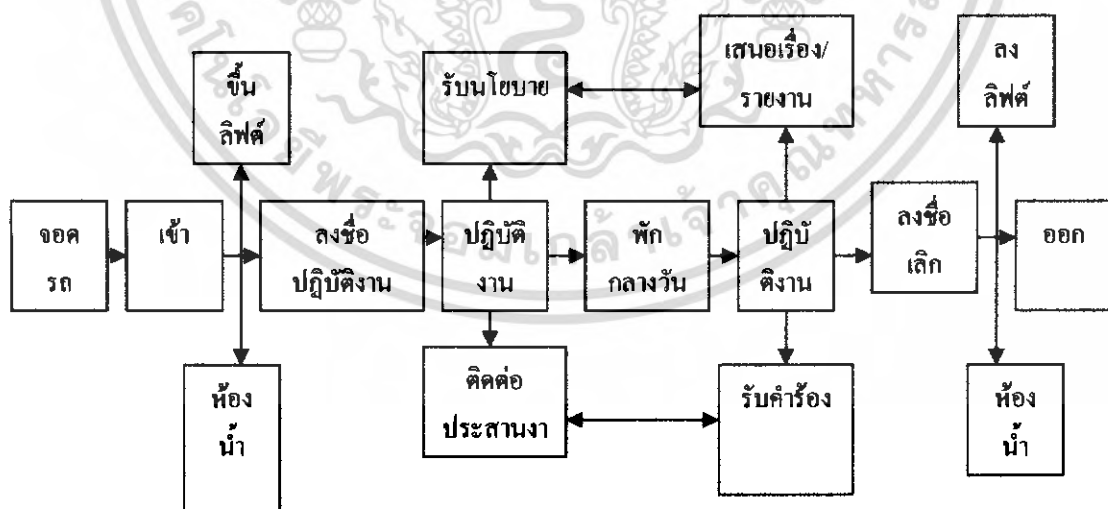 ขึ้น
ลิฟต์
รับนโยบาย
เสนอเรื่อง/
รายงาน
ลง
ลิฟต์
จอด
รถ
เข้า
ลงชื่อ
ปฏิบัติงาน
ปฏิบัติ
งาน
พัก
กลางวัน
ปฏิบั
ติงาน
ลงชื่อ
เลิก
ออก
ห้อง
น้ำ
ติดต่อ
ประสานงา
รับคำร้อง
ห้อง
น้ำ